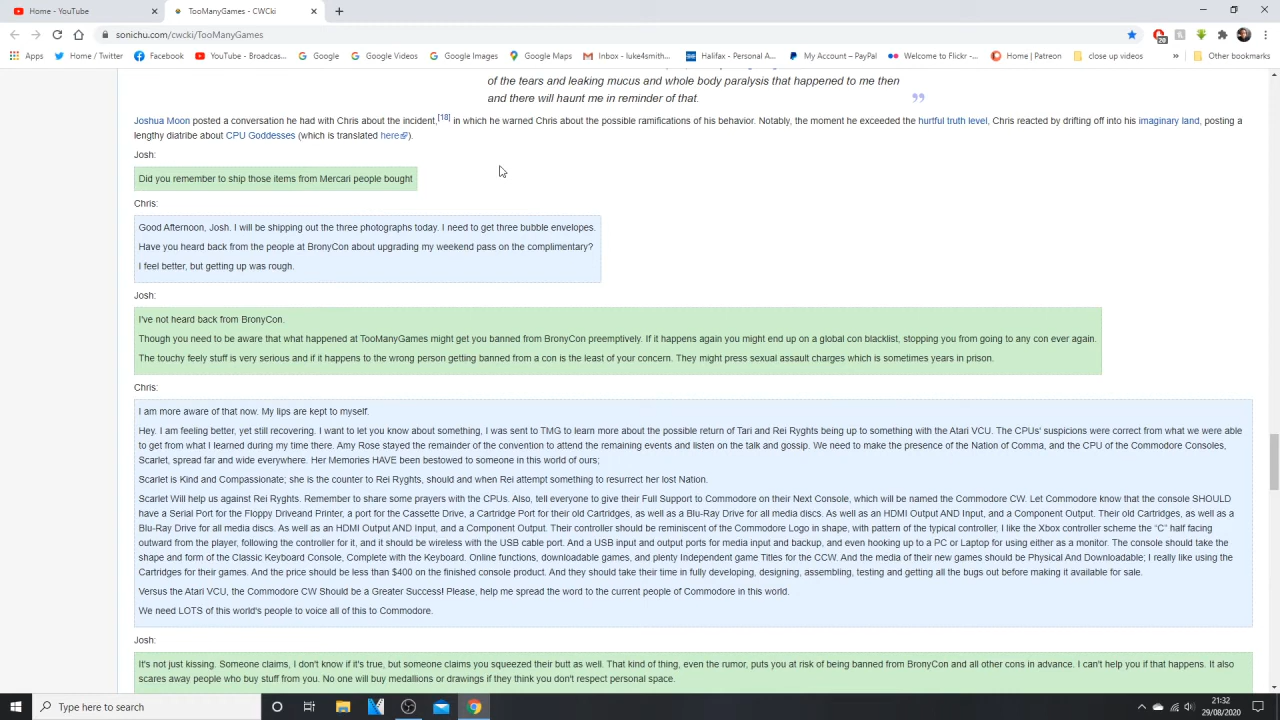 Home - YouTube
TooManyGames - CWCki
sonichu.com/cwcki/TooManyGames
Apps
Home / Twitter
Facebook
YouTube - Broadcas...
Google
Google Videos
Google Images
Google Maps
Inbox - luke4smith...
Halifax - Personal A...
My Account – PayPal
Welcome to Flickr -...
Home | Patreon
close up videos
»
Other bookmarks
of the tears and leaking mucus and whole body paralysis that happened to me then
and there will haunt me in reminder of that.
Joshua Moon posted a conversation he had with Chris about the incident,[18] in which he warned Chris about the possible ramifications of his behavior. Notably, the moment he exceeded the hurtful truth level, Chris reacted by drifting off into his imaginary land, posting a
lengthy diatribe about CPU Goddesses (which is translated here).
Josh:
Did you remember to ship those items from Mercari people bought
Chris:
Good Afternoon, Josh. I will be shipping out the three photographs today. I need to get three bubble envelopes.
Have you heard back from the people at BronyCon about upgrading my weekend pass on the complimentary?
I feel better, but getting up was rough.
Josh:
I've not heard back from BronyCon.
Though you need to be aware that what happened at TooManyGames might get you banned from BronyCon preemptively. If it happens again you might end up on a global con blacklist, stopping you from going to any con ever again.
The touchy feely stuff is very serious and if it happens to the wrong person getting banned from a con is the least of your concern. They might press sexual assault charges which is sometimes years in prison.
Chris:
I am more aware of that now. My lips are kept to myself.
Hey. I am feeling better, yet still recovering. I want to let you know about something, I was sent to TMG to learn more about the possible return of Tari and Rei Ryghts being up to something with the Atari VCU. The CPUs' suspicions were correct from what we were able
to get from what I learned during my time there. Amy Rose stayed the remainder of the convention to attend the remaining events and listen on the talk and gossip. We need to make the presence of the Nation of Comma, and the CPU of the Commodore Consoles,
Scarlet, spread far and wide everywhere. Her Memories HAVE been bestowed to someone in this world of ours;
Scarlet is Kind and Compassionate; she is the counter to Rei Ryghts, should and when Rei attempt something to resurrect her lost Nation.
Scarlet Will help us against Rei Ryghts. Remember to share some prayers with the CPUs. Also, tell everyone to give their Full Support to Commodore on their Next Console, which will be named the Commodore CW. Let Commodore know that the console SHOULD
have a Serial Port for the Floppy Driveand Printer, a port for the Cassette Drive, a Cartridge Port for their old Cartridges, as well as a Blu-Ray Drive for all media discs. As well as an HDMI Output AND Input, and a Component Output. Their old Cartridges, as well as a
Blu-Ray Drive for all media discs. As well as an HDMI Output AND Input, and a Component Output. Their controller should be reminiscent of the Commodore Logo in shape, with pattern of the typical controller, I like the Xbox controller scheme the "C" half facing
outward from the player, following the controller for it, and it should be wireless with the USB cable port. And a USB input and output ports for media input and backup, and even hooking up to a PC or Laptop for using either as a monitor. The console should take the
shape and form of the Classic Keyboard Console, Complete with the Keyboard. Online functions, downloadable games, and plenty Independent game Titles for the CCW. And the media of their new games should be Physical And Downloadable; I really like using the
Cartridges for their games. And the price should be less than $400 on the finished console product. And they should take their time in fully developing, designing, assembling, testing and getting all the bugs out before making it available for sale.
Versus the Atari VCU, the Commodore CW Should be a Greater Success! Please, help me spread the word to the current people of Commodore in this world.
We need LOTS of this world's people to voice all of this to Commodore.
Josh:
It's not just kissing. Someone claims, I don't know if it's true, but someone claims you squeezed their butt as well. That kind of thing, even the rumor, puts you at risk of being banned from BronyCon and all other cons in advance. I can't help you if that happens. It also
scares away people who buy stuff from you. No one will buy medallions or drawings if they think you don't respect personal space.
Type here to search
21:32
29/08/2020